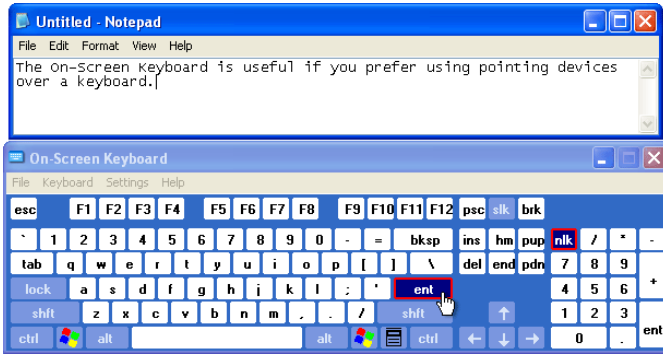 Untitled - Notepad
File Edit Format View Help
The On-Screen Keyboard is useful if you prefer using pointing devices
over a keyboard.
On-Screen Keyboard
File Keyboard Settings Help
esc F1 F2 F3 F4 F5 F6 F7 F8 F9 F10 F11 F12 psc slk brk
` 1 2 3 4 5 6 7 8 9 0 - = bksp ins hm pup nlk / * -
tab q w e r t y u i o p [ ] \ del end pdn 7 8 9 +
lock a s d f g h j k l ; ' ent 4 5 6
shft z x c v b n m , . / shft ↑ 1 2 3 ent
ctrl alt alt ctrl ← ↓ → 0 .